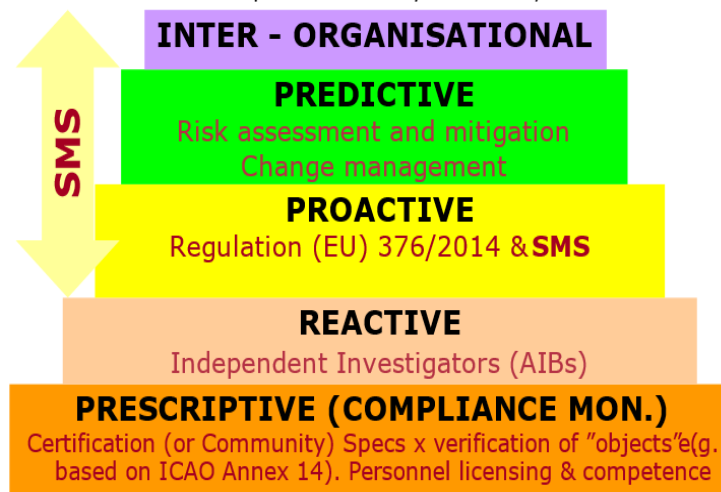 INTER - ORGANISATIONAL
PREDICTIVE
Risk assessment and mitigation
Change management
SMS
PROACTIVE
Regulation (EU) 376/2014 & SMS
REACTIVE
Independent Investigators (AIBs)
PRESCRIPTIVE (COMPLIANCE MON.)
Certification (or Community) Specs x verification of ”objects”e(g.
based on ICAO Annex 14). Personnel licensing & competence